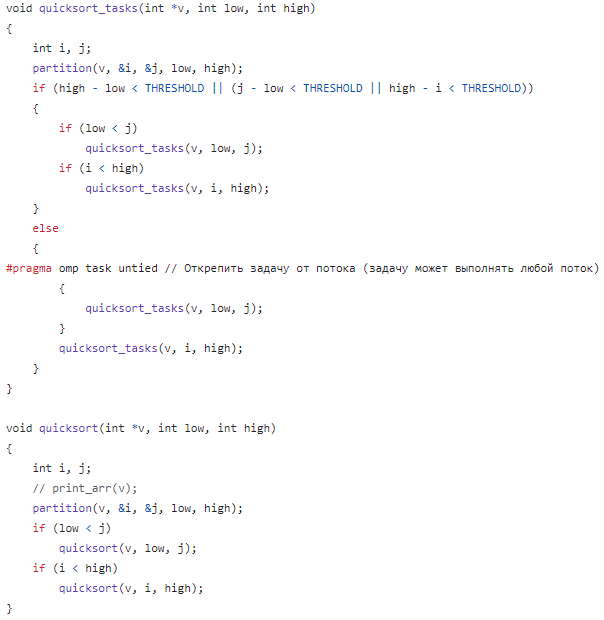 void quicksort_tasks(int *v, int low, int high)
{
    int i, j;
    partition(v, &i, &j, low, high);
    if (high - low < THRESHOLD || (j - low < THRESHOLD || high - i < THRESHOLD))
    {
        if (low < j)
            quicksort_tasks(v, low, j);
        if (i < high)
            quicksort_tasks(v, i, high);
    }
    else
    {
#pragma omp task untied // Открепить задачу от потока (задачу может выполнять любой поток)
        {
            quicksort_tasks(v, low, j);
        }
        quicksort_tasks(v, i, high);
    }
}

void quicksort(int *v, int low, int high)
{
    int i, j;
    // print_arr(v);
    partition(v, &i, &j, low, high);
    if (low < j)
        quicksort(v, low, j);
    if (i < high)
        quicksort(v, i, high);
}